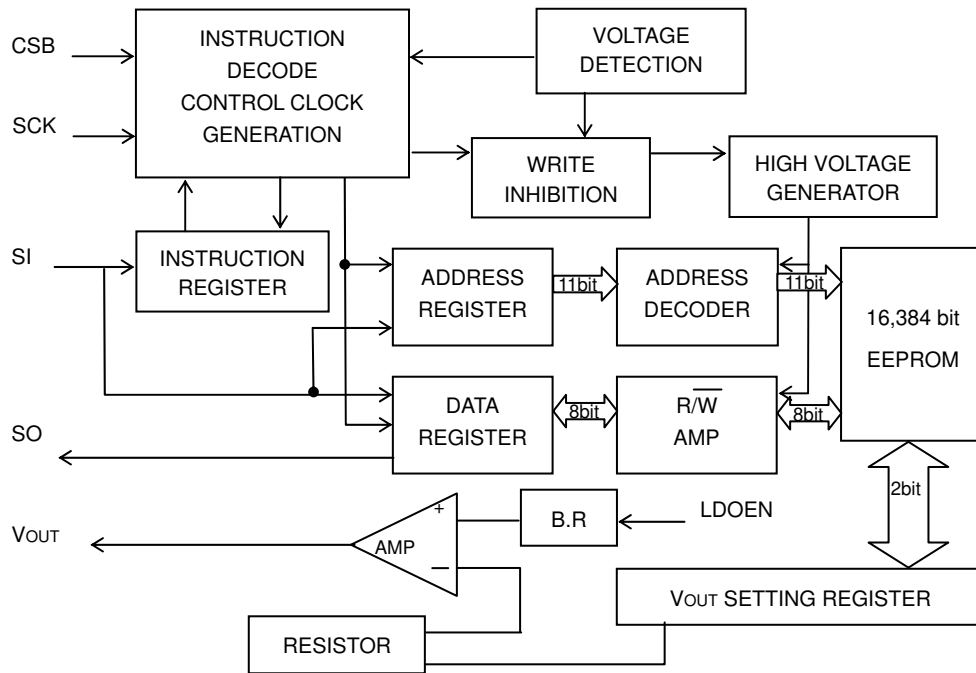 CSB
SCK
INSTRUCTION
DECODE
CONTROL CLOCK
GENERATION
VOLTAGE
DETECTION
WRITE
INHIBITION
HIGH VOLTAGE
GENERATOR
SI
INSTRUCTION
REGISTER
ADDRESS
REGISTER
11bit
ADDRESS
DECODER
11bit
16,384 bit
EEPROM
DATA
REGISTER
8bit
R/W̅
AMP
8bit
SO
2bit
VOUT
+
AMP
−
B.R
LDOEN
VOUT SETTING REGISTER
RESISTOR